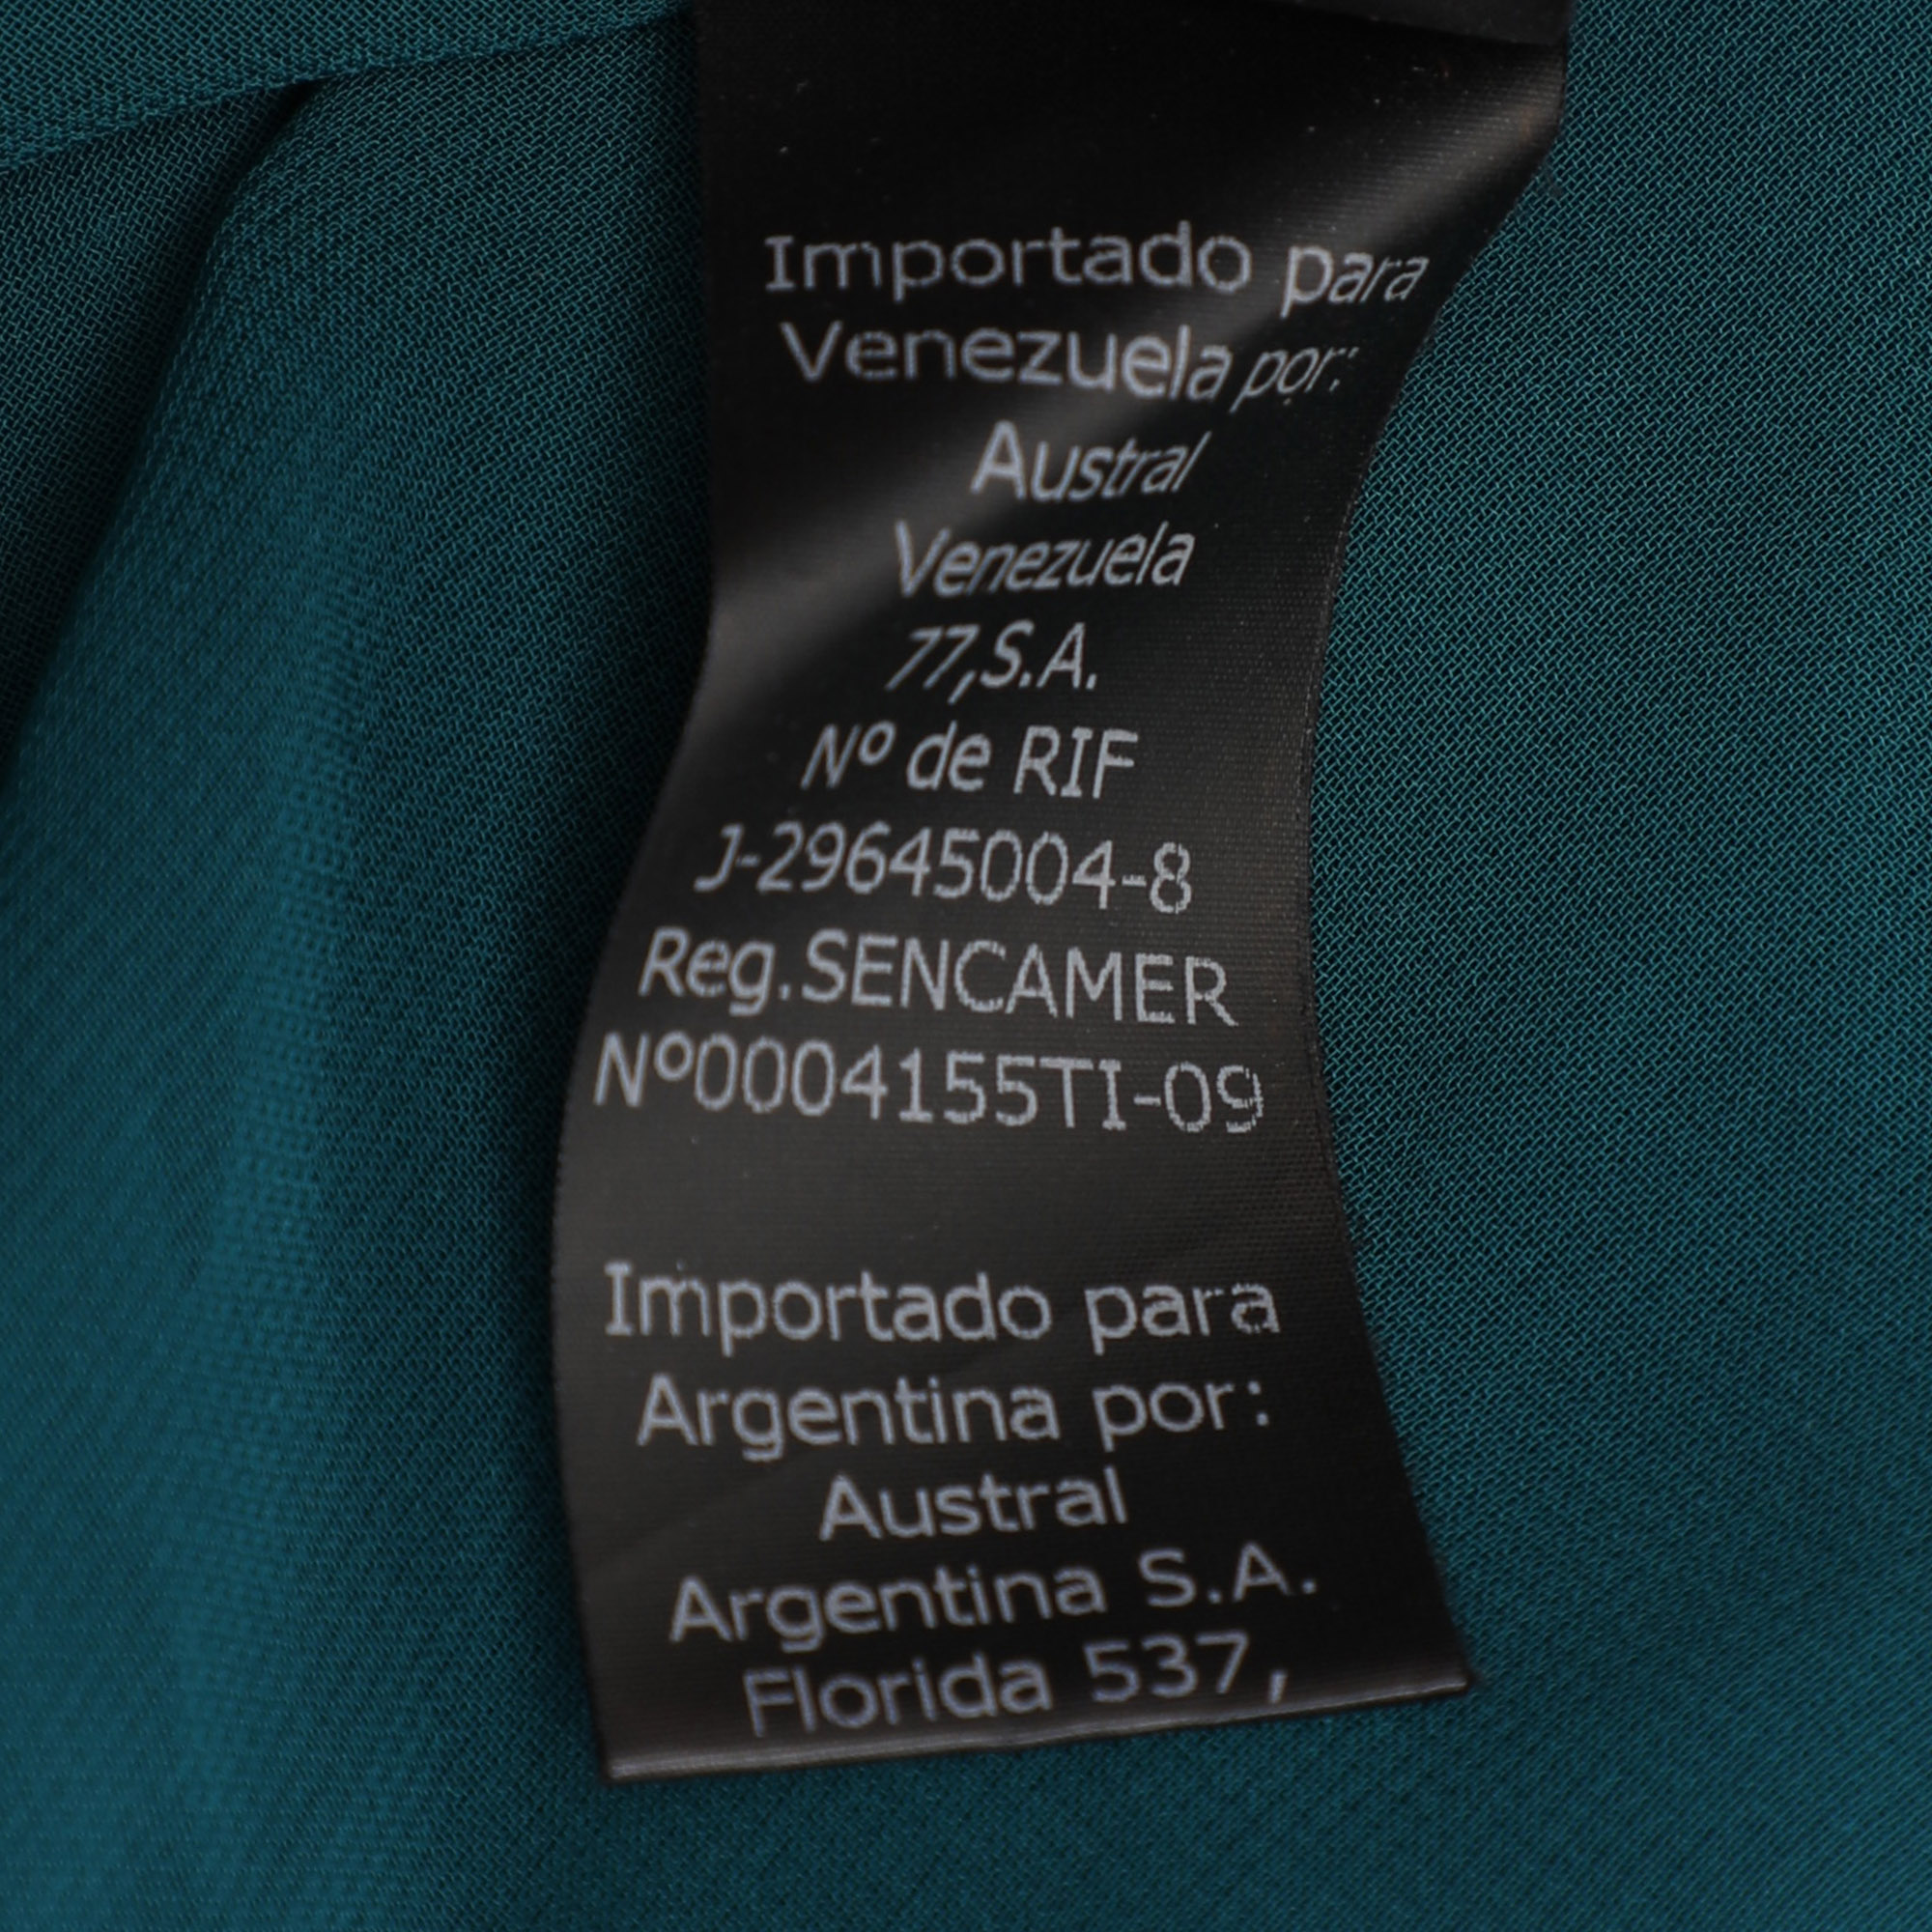 Importado para
Venezuela por:
Austral
Venezuela
77,S.A.
Nº de RIF
J-29645004-8
Reg.SENCAMER
Nº0004155TI-09
Importado para
Argentina por:
Austral
Argentina S.A.
Florida 537,